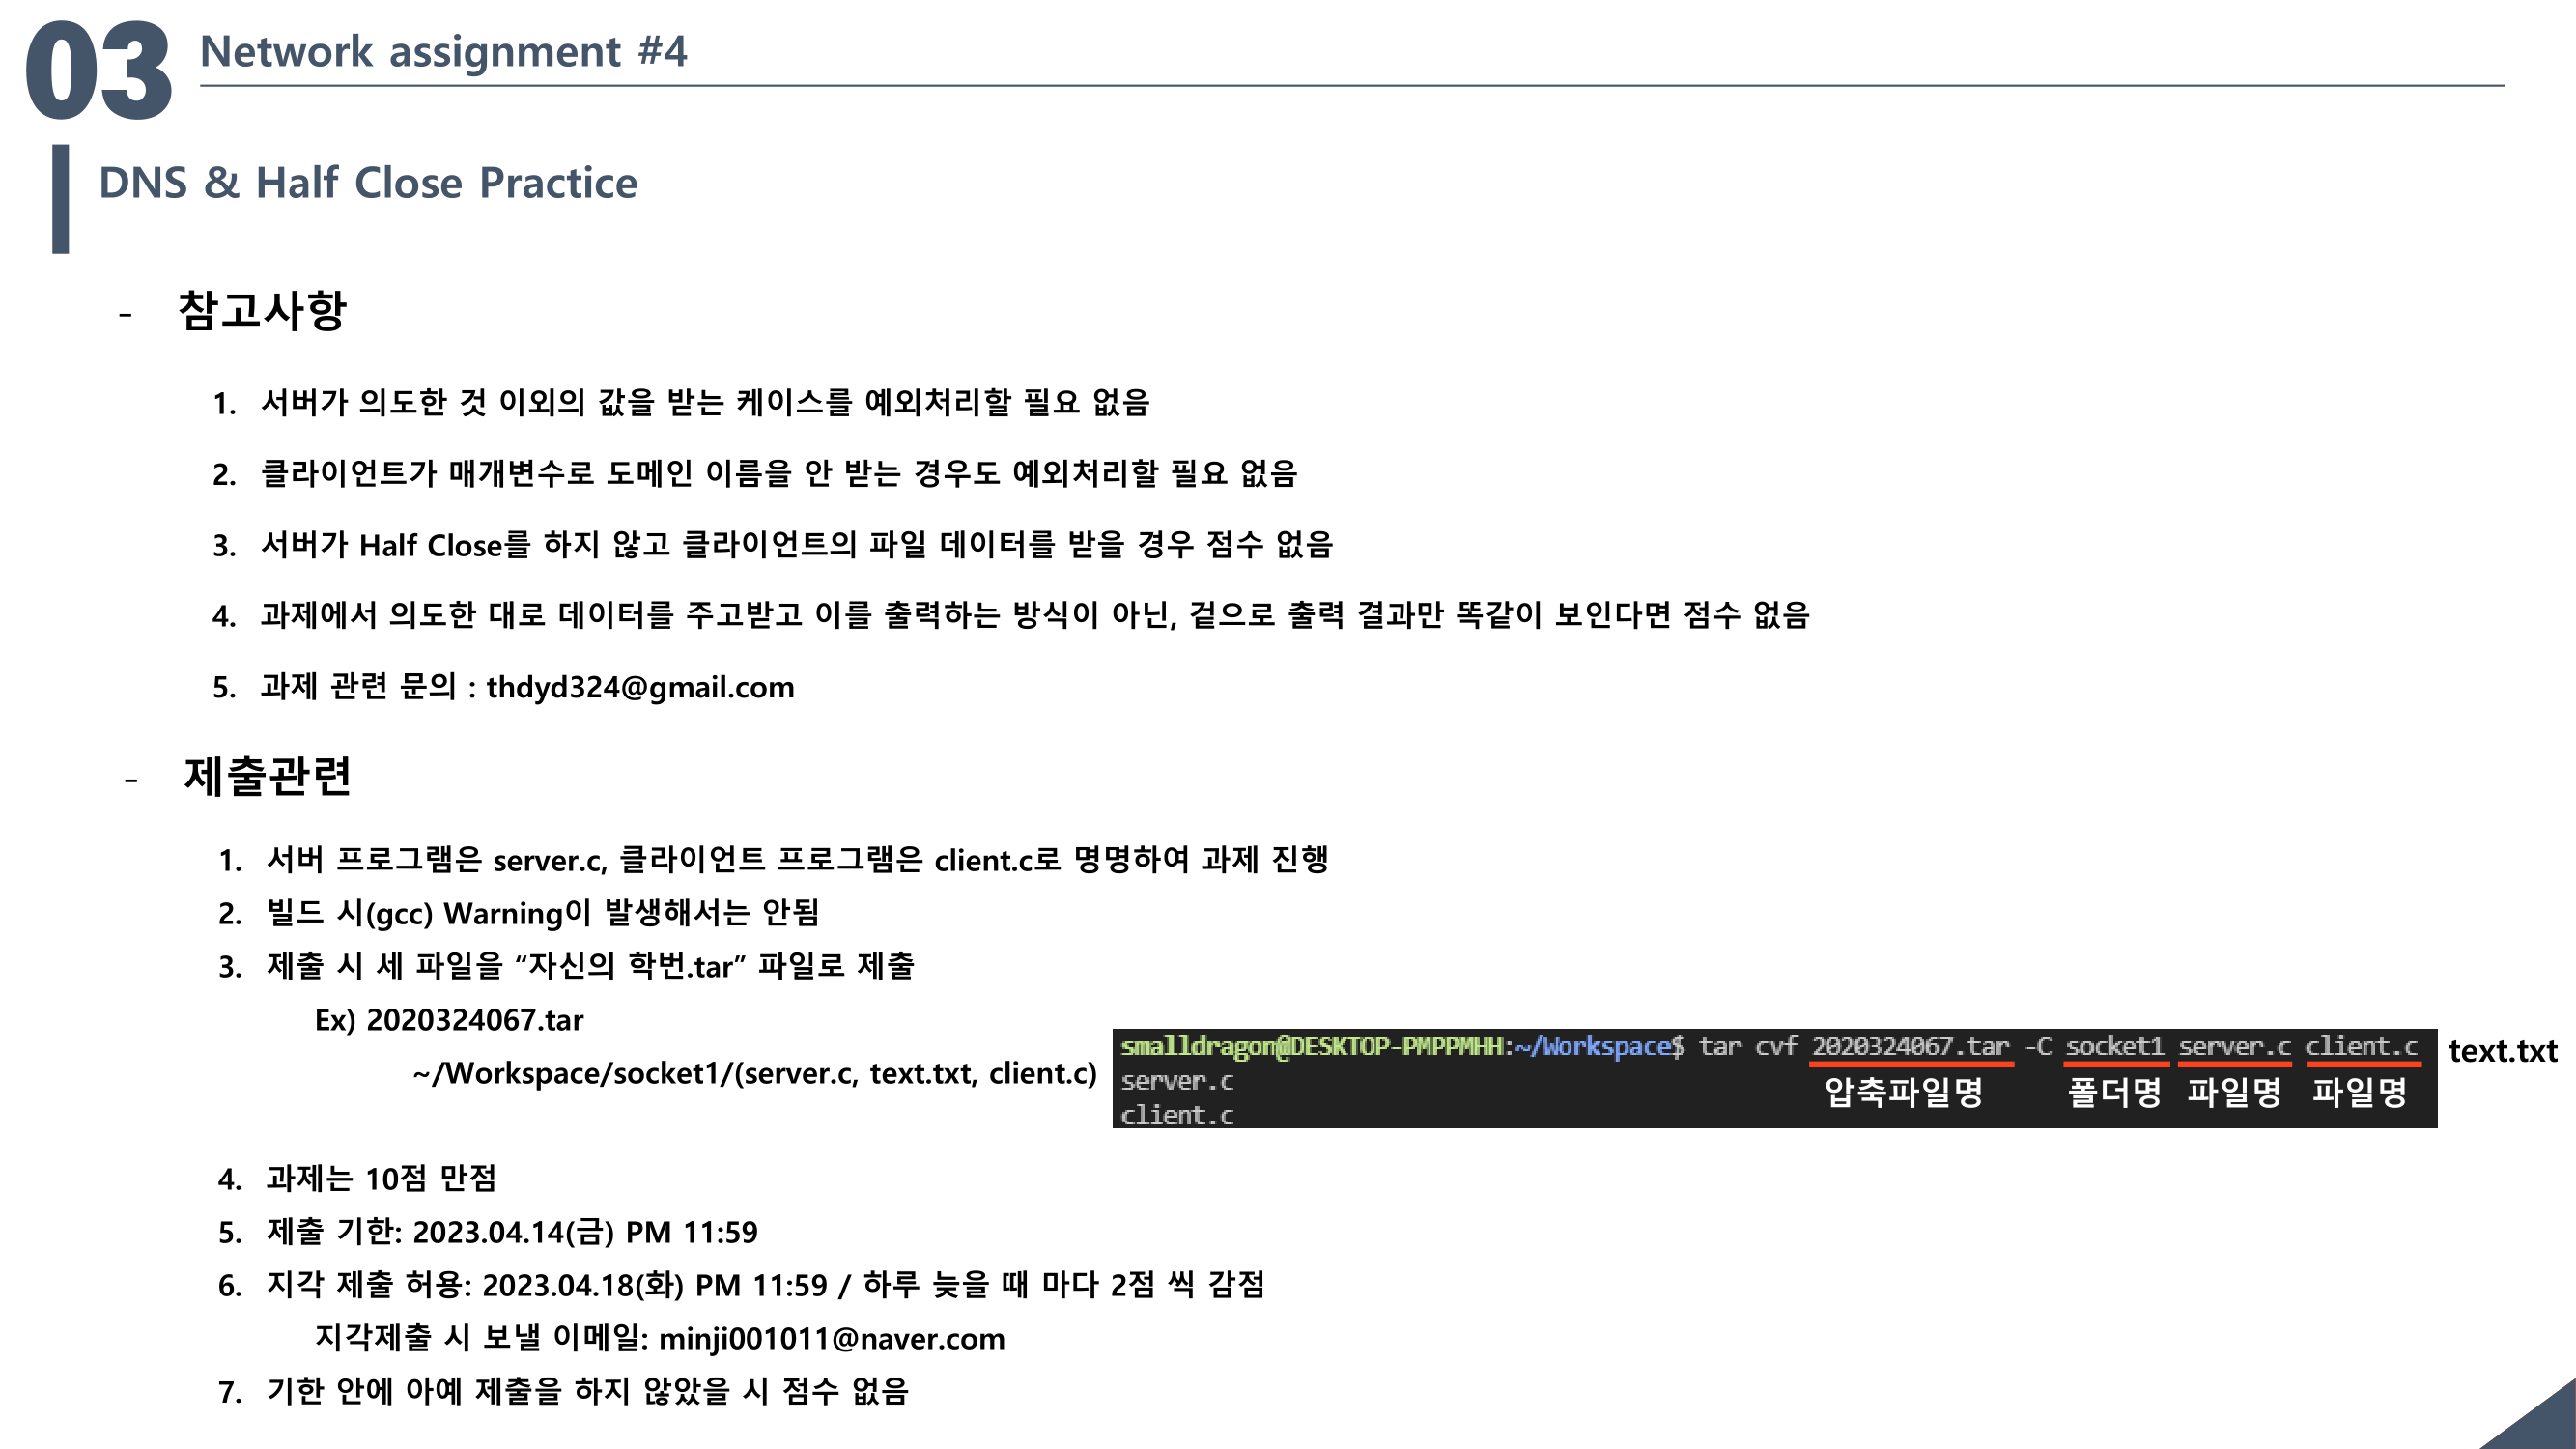 03
Network assignment #4
DNS & Half Close Practice
- 참고사항
1. 서버가 의도한 것 이외의 값을 받는 케이스를 예외처리할 필요 없음
2. 클라이언트가 매개변수로 도메인 이름을 안 받는 경우도 예외처리할 필요 없음
3. 서버가 Half Close를 하지 않고 클라이언트의 파일 데이터를 받을 경우 점수 없음
4. 과제에서 의도한 대로 데이터를 주고받고 이를 출력하는 방식이 아닌, 겉으로 출력 결과만 똑같이 보인다면 점수 없음
5. 과제 관련 문의 : thdyd324@gmail.com
- 제출관련
1. 서버 프로그램은 server.c, 클라이언트 프로그램은 client.c로 명명하여 과제 진행
2. 빌드 시(gcc) Warning이 발생해서는 안됨
3. 제출 시 세 파일을 “자신의 학번.tar” 파일로 제출
Ex) 2020324067.tar
~/Workspace/socket1/(server.c, text.txt, client.c)
smalldragon@DESKTOP-PMPPMHH:~/Workspace$ tar cvf 2020324067.tar -C socket1 server.c client.c text.txt
server.c
client.c
압축파일명 폴더명 파일명 파일명
4. 과제는 10점 만점
5. 제출 기한: 2023.04.14(금) PM 11:59
6. 지각 제출 허용: 2023.04.18(화) PM 11:59 / 하루 늦을 때 마다 2점 씩 감점
지각제출 시 보낼 이메일: minji001011@naver.com
7. 기한 안에 아예 제출을 하지 않았을 시 점수 없음